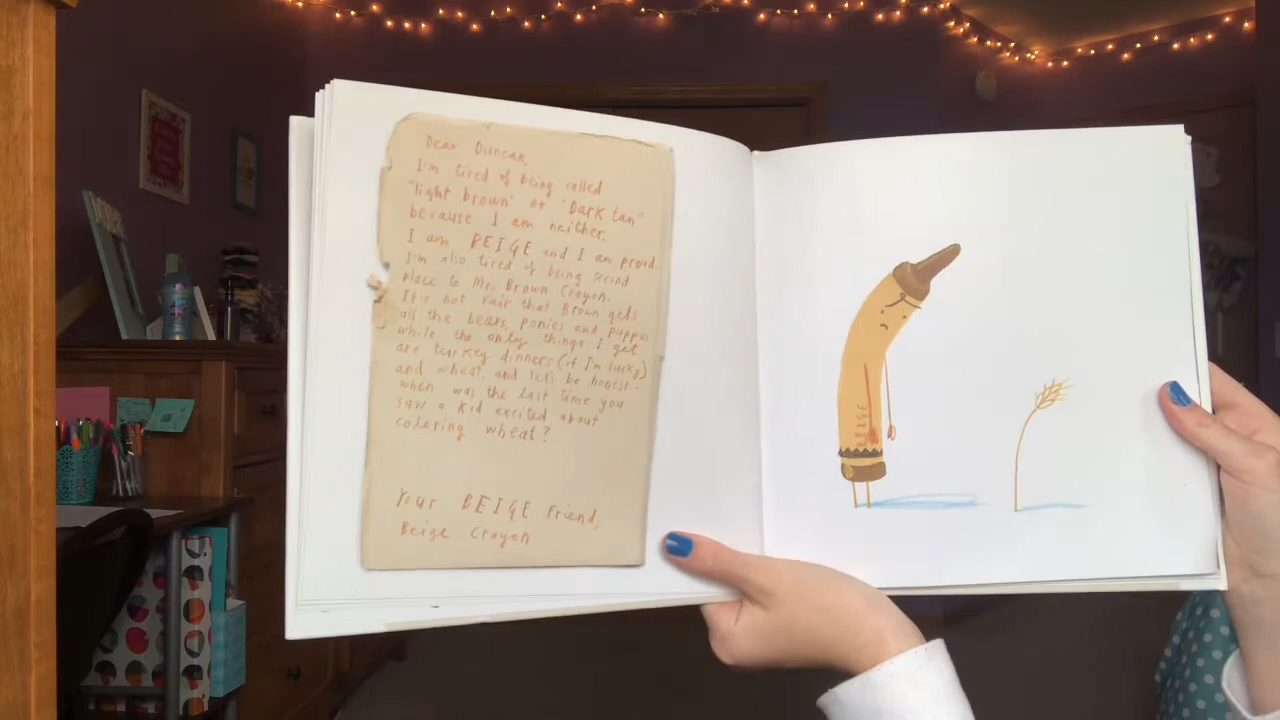 Dear Duncan,
I'm tired of being called
"light brown" or "Dark tan"
because I am neither.
I am BEIGE and I am proud.
I'm also tired of being second
place to Mr. Brown Crayon.
It's not fair that Brown gets
all the bears, ponies and puppies
while the only things I get
are turkey dinners (if I'm lucky)
and wheat, and let's be honest-
when was the last time you
saw a kid excited about
coloring wheat?
Your BEIGE friend,
Beige Crayon
BEIGE